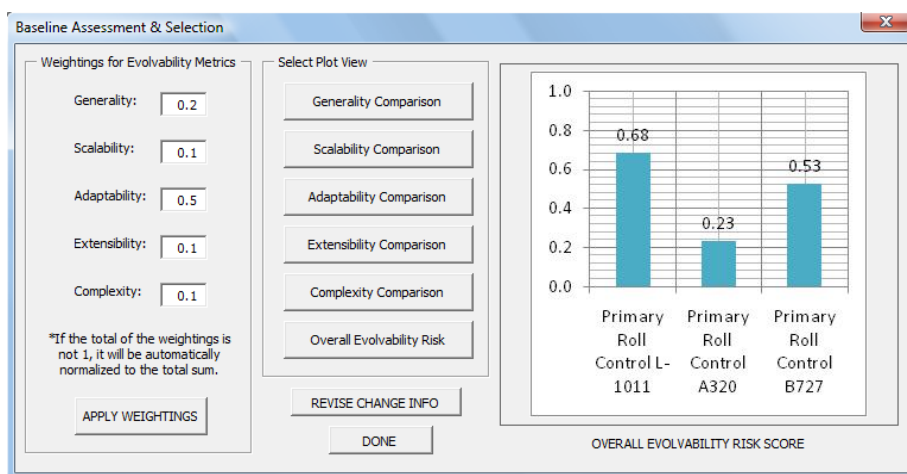 Baseline Assessment & Selection
Weightings for Evolvability Metrics
Generality: 0.2
Scalability: 0.1
Adaptability: 0.5
Extensibility: 0.1
Complexity: 0.1
*If the total of the weightings is
not 1, it will be automatically
normalized to the total sum.
APPLY WEIGHTINGS
Select Plot View
Generality Comparison
Scalability Comparison
Adaptability Comparison
Extensibility Comparison
Complexity Comparison
Overall Evolvability Risk
REVISE CHANGE INFO
DONE
1.0
0.8
0.6
0.4
0.2
0.0
0.68
0.23
0.53
Primary
Roll
Control L-
1011
Primary
Roll
Control
A320
Primary
Roll
Control
B727
OVERALL EVOLVABILITY RISK SCORE